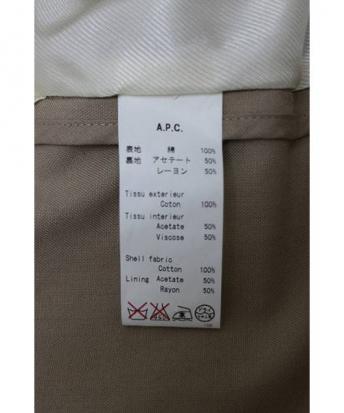 A.P.C.
表地 綿 100%
裏地 アセテート 50%
レーヨン 50%
Tissu exterieur
Coton 100%
Tissu interieur
Acetate 50%
Viscose 50%
Shell fabric
Cotton 100%
Lining Acetate 50%
Rayon 50%